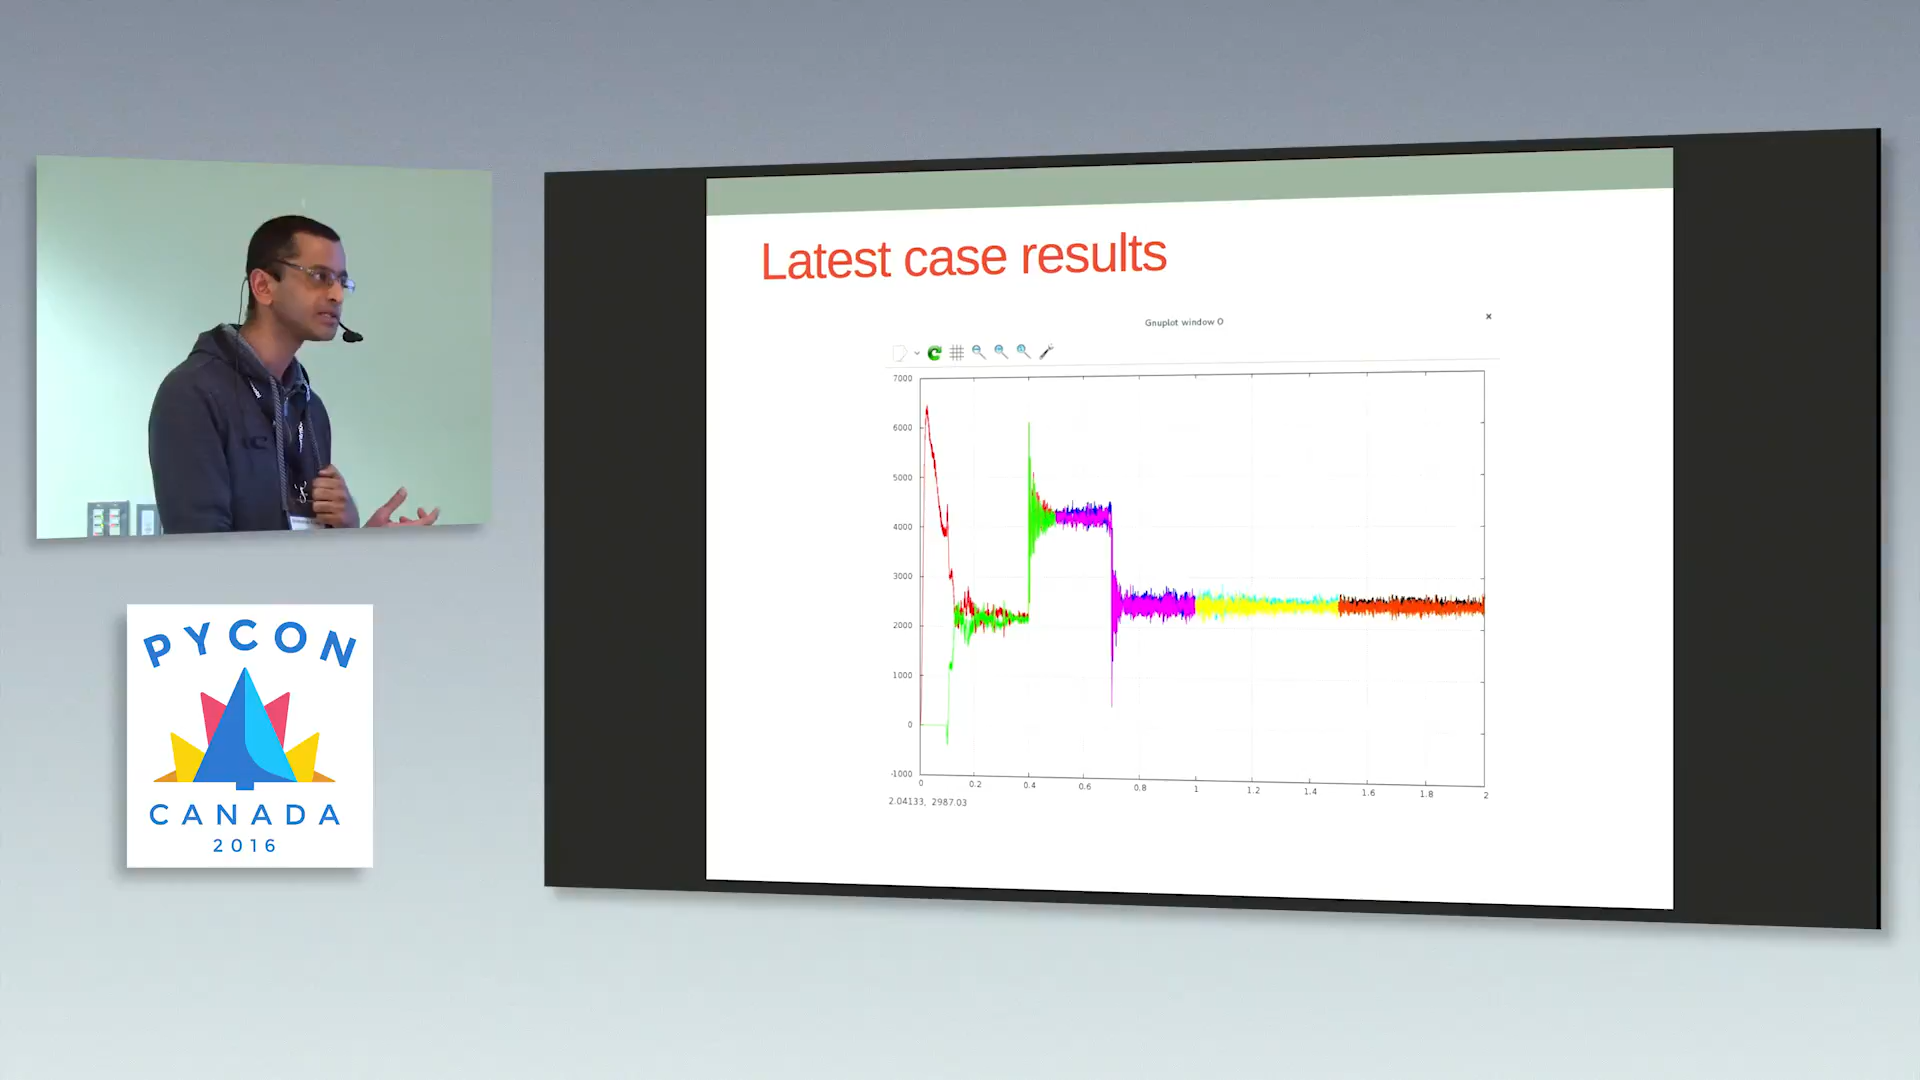 Latest case results
Gnuplot window 0
7000
6000
5000
4000
3000
2000
1000
0
-1000
0 0.2 0.4 0.6 0.8 1 1.2 1.4 1.6 1.8 2
2.04133, 2987.03
PYCON
CANADA
2016